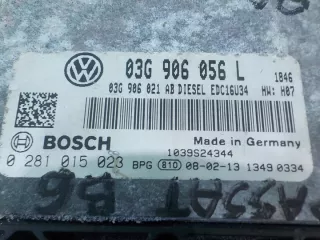 03G 906 056 L 1846
03G 906 021 AB DIESEL EDC16U34 HW: H07
BOSCH Made in Germany
1039S24344
0 281 015 023 BPG 810 08-02-13 1349 0334
PASSAT B6